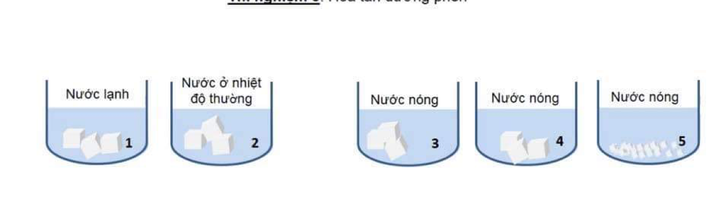 Nước lạnh
Nước ở nhiệt
độ thường
Nước nóng
Nước nóng
Nước nóng
1
2
3
4
5